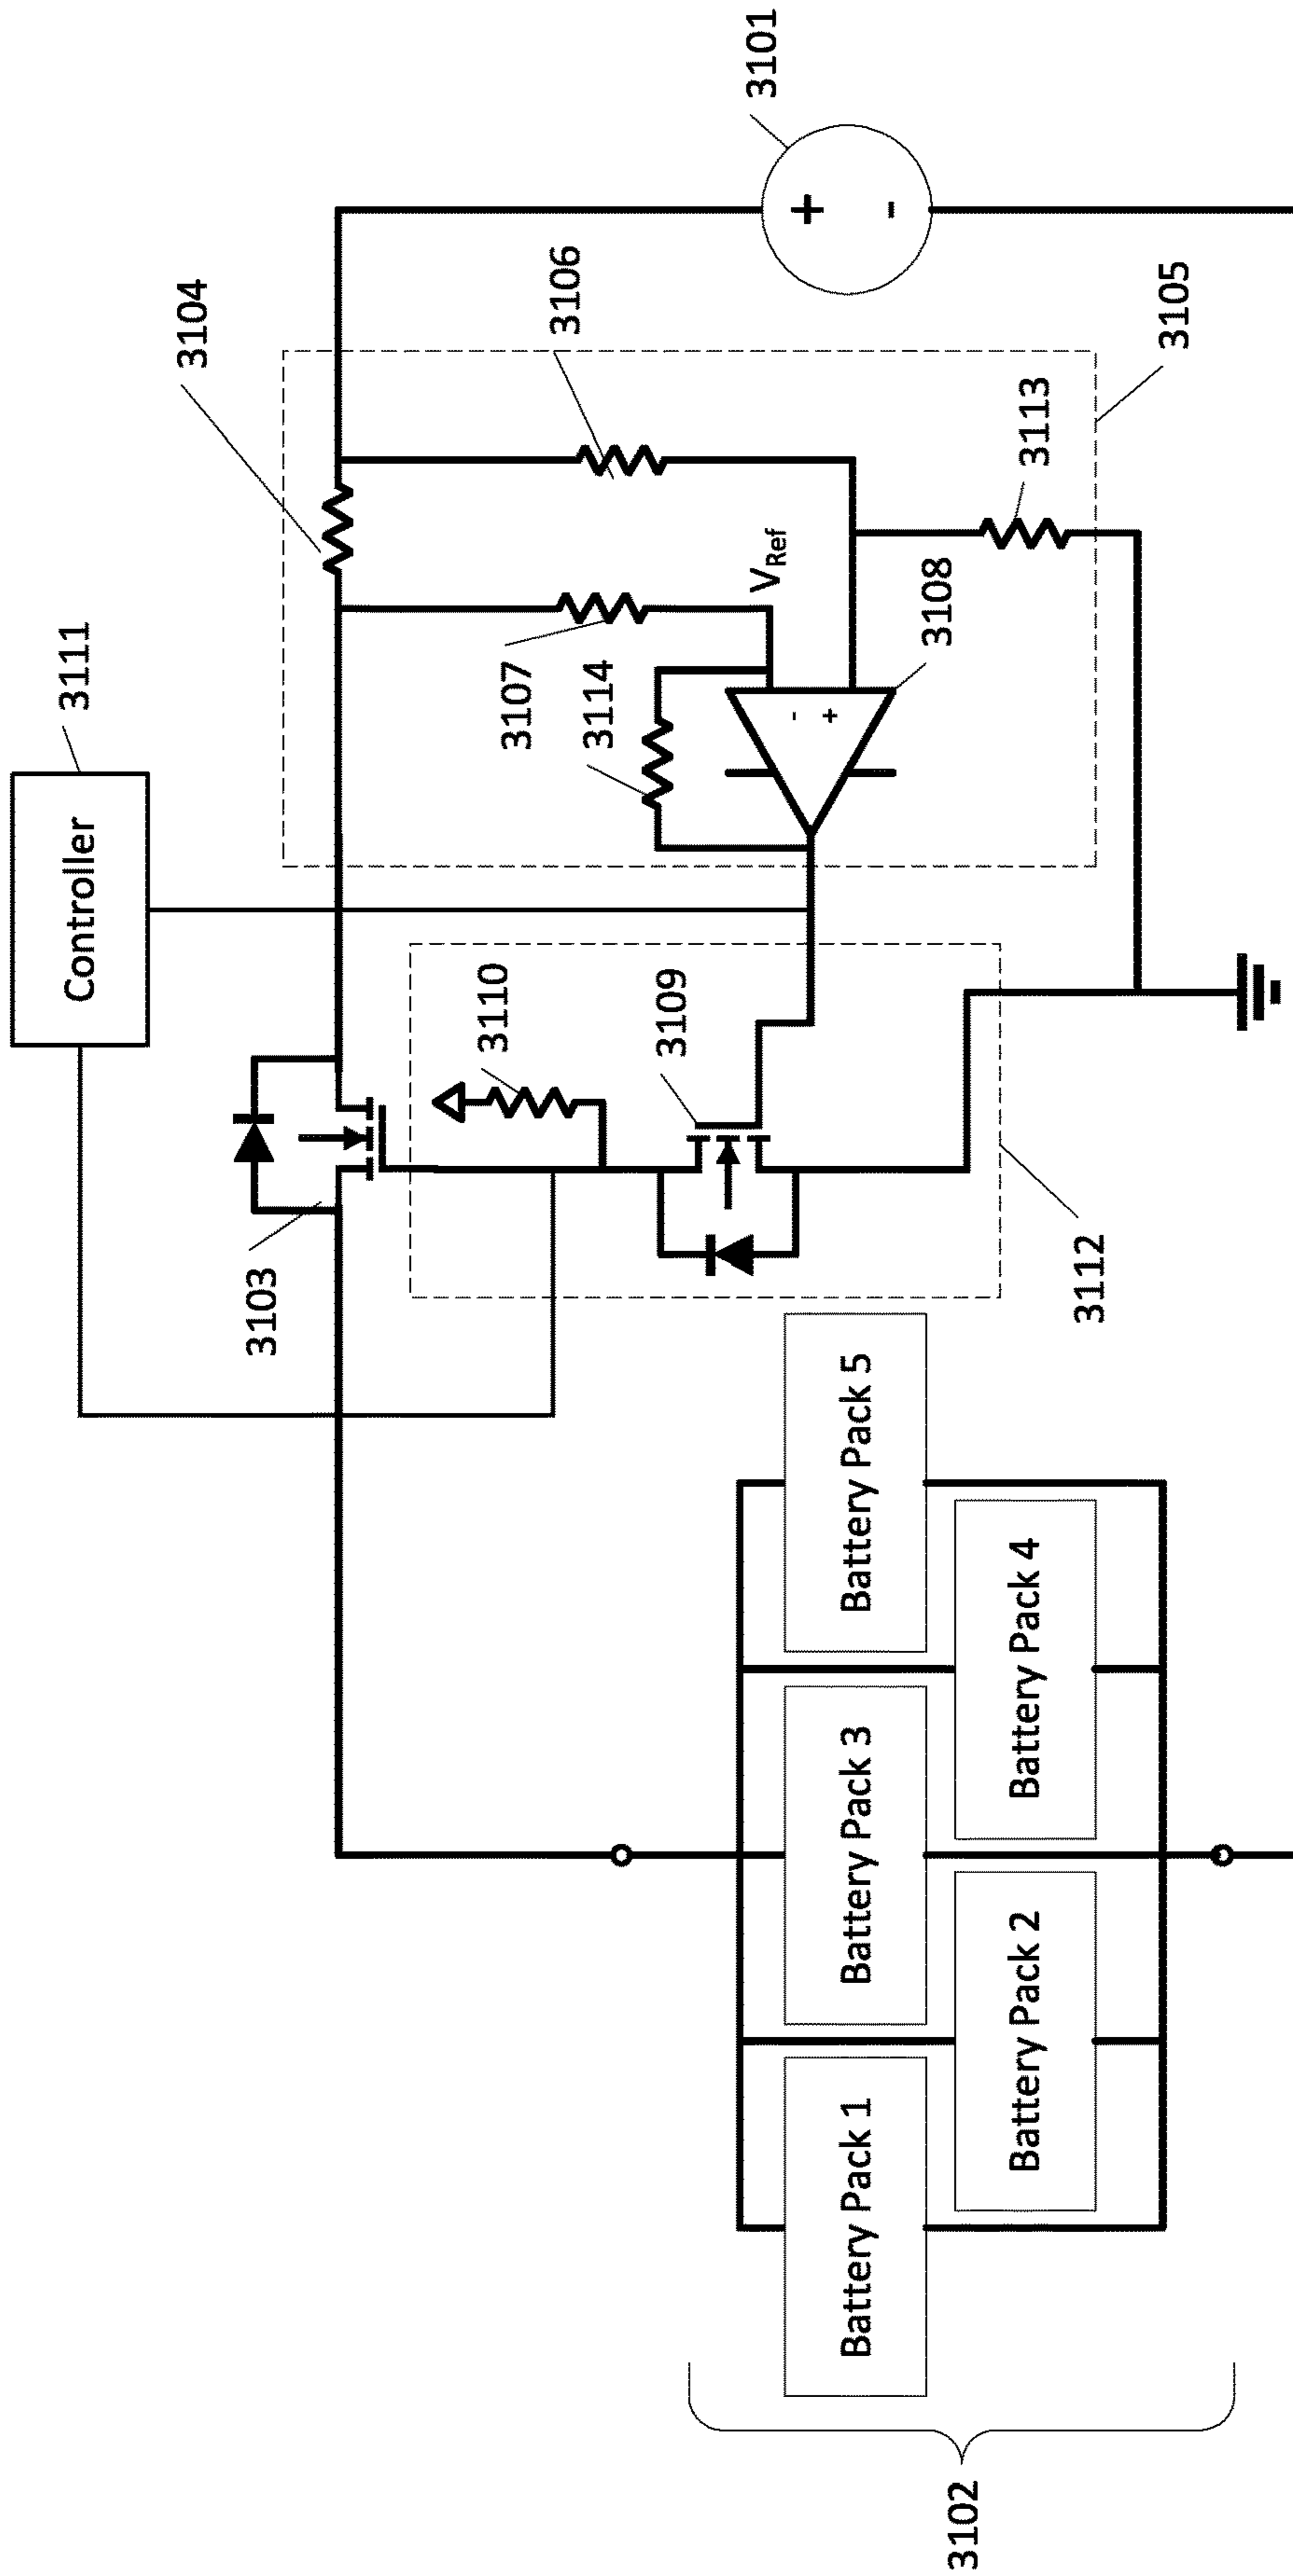 3111
Controller
3104
3106
3101
3103
3110
3107
3114
V_Ref
3109
3108
3113
3105
3112
+
-
-
+
Battery Pack 1
Battery Pack 2
Battery Pack 3
Battery Pack 4
Battery Pack 5
3102